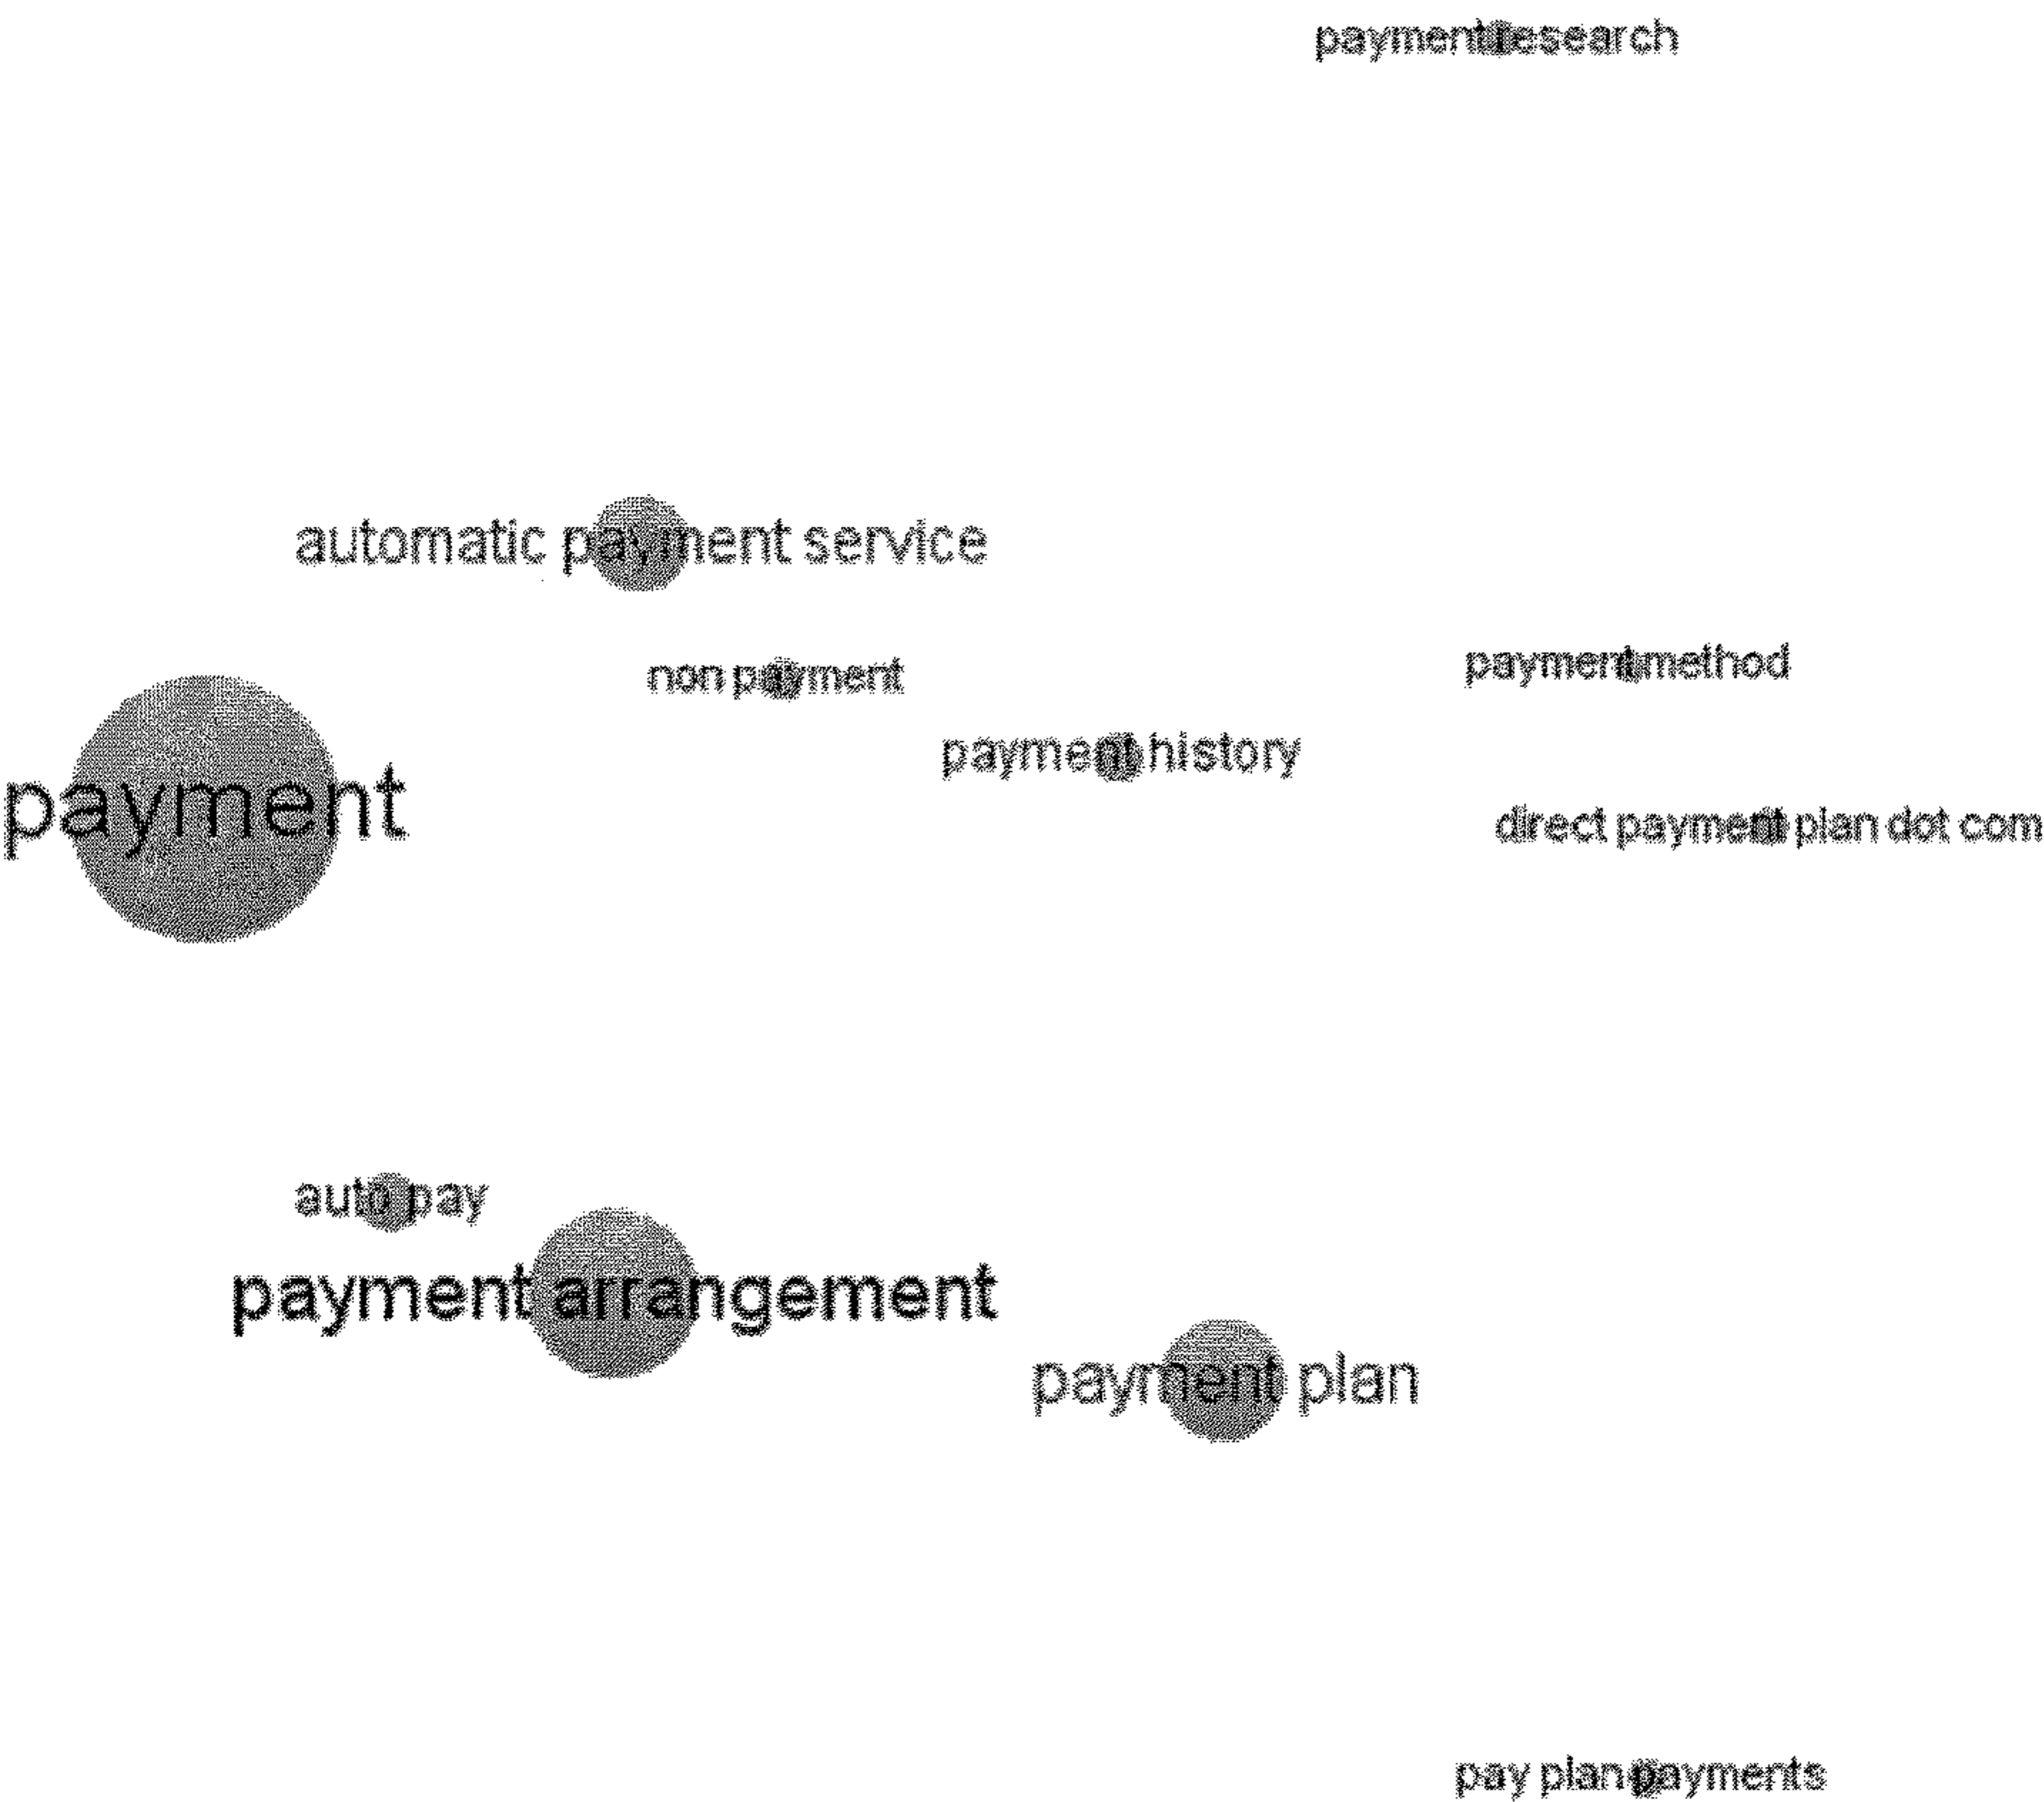 payment research
automatic payment service
non payment
payment method
payment history
payment
direct payment plan dot com
auto pay
payment arrangement
payment plan
pay plan payments